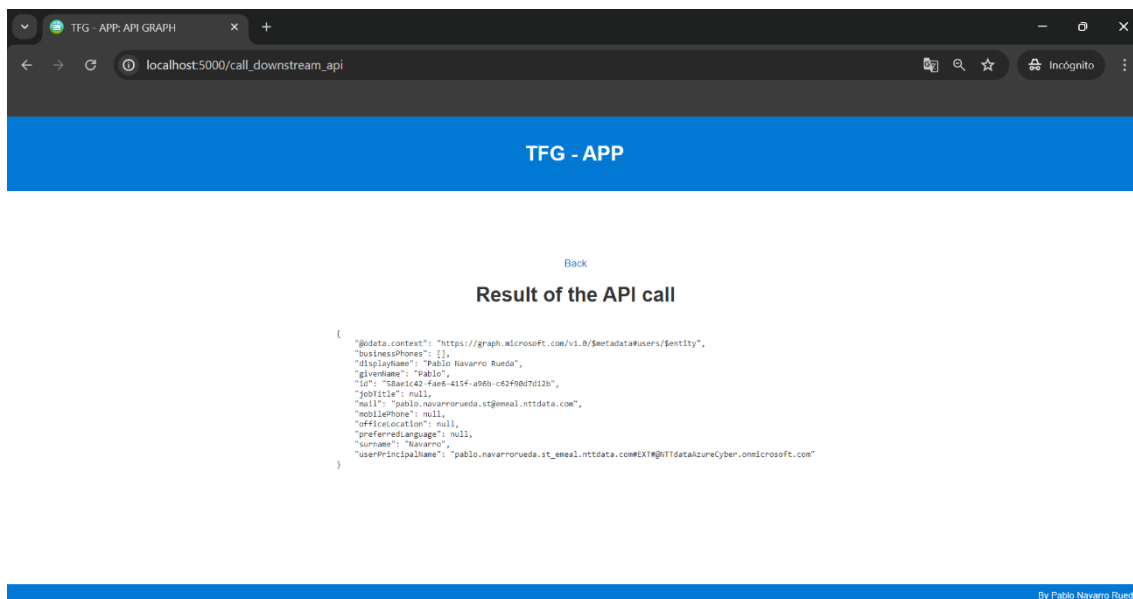 TFG - APP: API GRAPH
localhost:5000/call_downstream_api
Incógnito
TFG - APP
Back
Result of the API call
{
"@odata.context": "https://graph.microsoft.com/v1.0/$metadata#users/$entity",
"businessPhones": [],
"displayName": "Pablo Navarro Rueda",
"givenName": "Pablo",
"id": "58ae1c42-fae6-415f-a96b-c62f90d7d12b",
"jobTitle": null,
"mail": "pablo.navarrorueda.st@emeal.nttdata.com",
"mobilePhone": null,
"officeLocation": null,
"preferredLanguage": null,
"surname": "Navarro",
"userPrincipalName": "pablo.navarrorueda.st_emeal.nttdata.com#EXT#@NTTdataAzureCyber.onmicrosoft.com"
}
By Pablo Navarro Rued